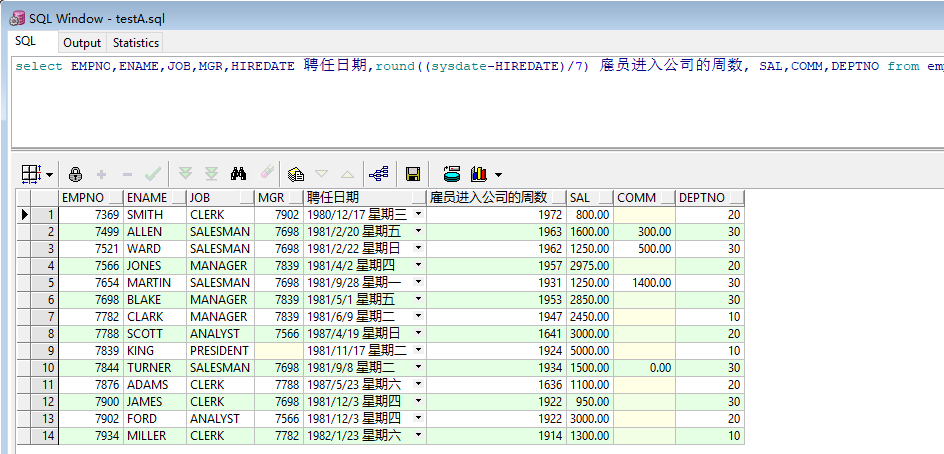 SQL Window - testA.sql
SQL Output Statistics
select EMPNO,ENAME,JOB,MGR,HIREDATE 聘任日期,round((sysdate-HIREDATE)/7) 雇员进入公司的周数, SAL,COMM,DEPTNO from emp
EMPNO ENAME JOB MGR 聘任日期 雇员进入公司的周数 SAL COMM DEPTNO
1 7369 SMITH CLERK 7902 1980/12/17 星期三 1972 800.00 20
2 7499 ALLEN SALESMAN 7698 1981/2/20 星期五 1963 1600.00 300.00 30
3 7521 WARD SALESMAN 7698 1981/2/22 星期日 1962 1250.00 500.00 30
4 7566 JONES MANAGER 7839 1981/4/2 星期四 1957 2975.00 20
5 7654 MARTIN SALESMAN 7698 1981/9/28 星期一 1931 1250.00 1400.00 30
6 7698 BLAKE MANAGER 7839 1981/5/1 星期五 1953 2850.00 30
7 7782 CLARK MANAGER 7839 1981/6/9 星期二 1947 2450.00 10
8 7788 SCOTT ANALYST 7566 1987/4/19 星期日 1641 3000.00 20
9 7839 KING PRESIDENT 1981/11/17 星期二 1924 5000.00 10
10 7844 TURNER SALESMAN 7698 1981/9/8 星期二 1934 1500.00 0.00 30
11 7876 ADAMS CLERK 7788 1987/5/23 星期六 1636 1100.00 20
12 7900 JAMES CLERK 7698 1981/12/3 星期四 1922 950.00 30
13 7902 FORD ANALYST 7566 1981/12/3 星期四 1922 3000.00 20
14 7934 MILLER CLERK 7782 1982/1/23 星期六 1914 1300.00 10